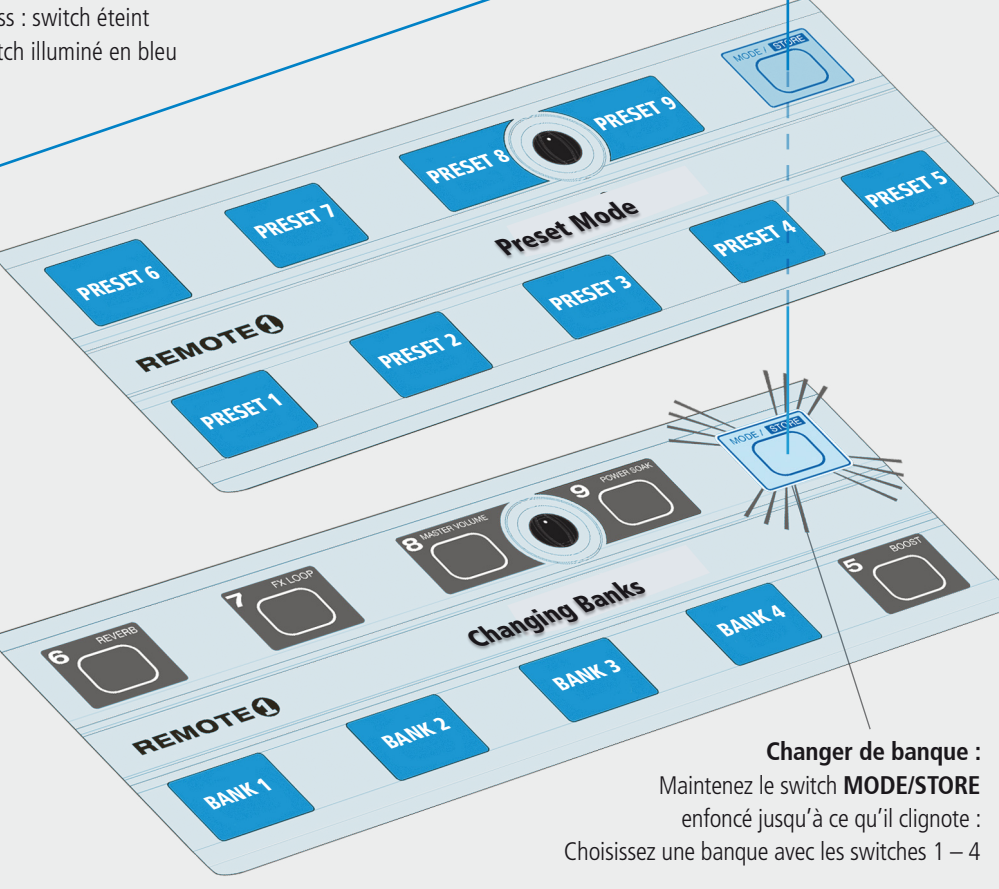 ss : switch éteint
tch illuminé en bleu
MODE / STORE
PRESET 6
PRESET 7
PRESET 8
PRESET 9
Preset Mode
REMOTE1
PRESET 1
PRESET 2
PRESET 3
PRESET 4
PRESET 5
MODE / STORE
6 REVERB
7 FX LOOP
8 MASTER VOLUME
9 POWER SOAK
Changing Banks
REMOTE1
BANK 1
BANK 2
BANK 3
BANK 4
5 BOOST
Changer de banque :
Maintenez le switch MODE/STORE
enfoncé jusqu’à ce qu’il clignote :
Choisissez une banque avec les switches 1 – 4